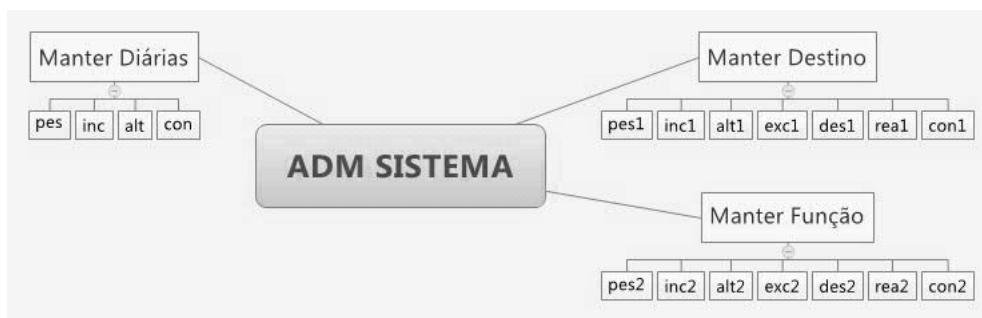 Manter Diárias
pes inc alt con
ADM SISTEMA
Manter Destino
pes1 inc1 alt1 exc1 des1 rea1 con1
Manter Função
pes2 inc2 alt2 exc2 des2 rea2 con2